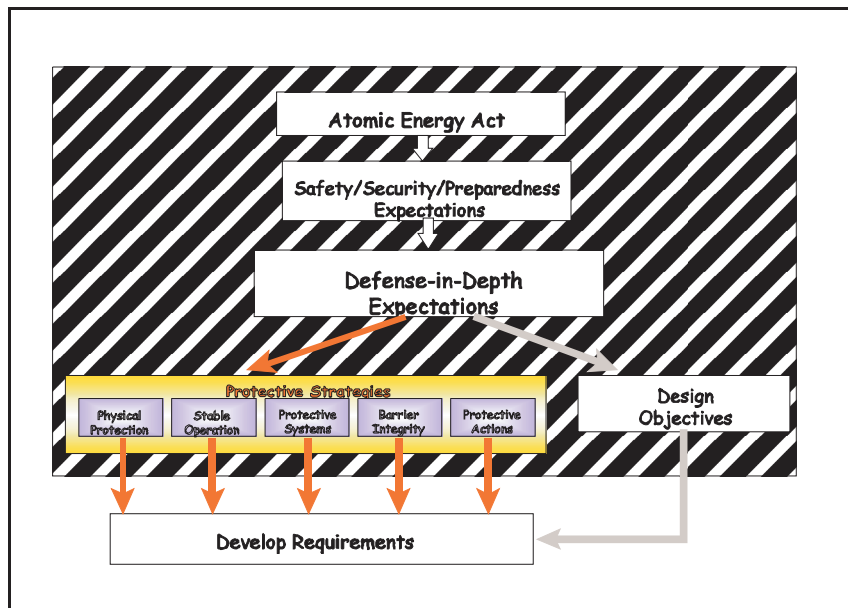 Atomic Energy Act
Safety/Security/Preparedness
Expectations
Defense-in-Depth
Expectations
Protective Strategies
Physical
Protection
Stable
Operation
Protective
Systems
Barrier
Integrity
Protective
Actions
Design
Objectives
Develop Requirements